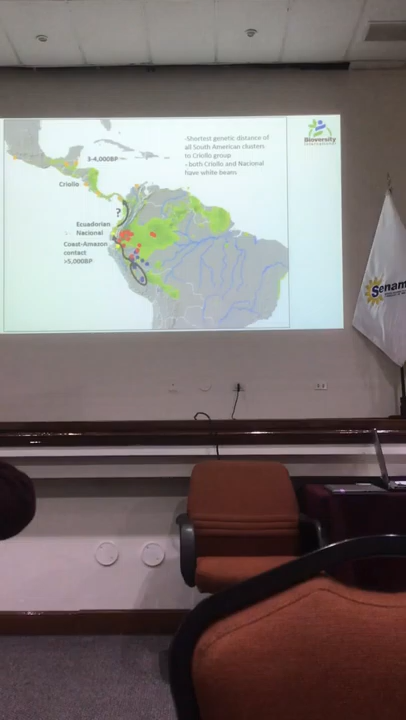 -Shortest genetic distance of
all South American clusters
to Criollo group
-both Criollo and Nacional
have white beans
Bioversity
International
3-4,000BP
Criollo
?
Ecuadorian
Nacional
Coast-Amazon
contact
>5,000BP
Senam